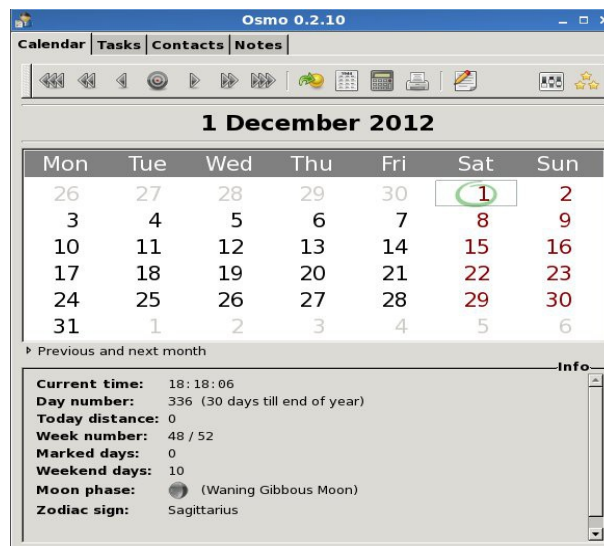 Osmo 0.2.10
Calendar Tasks Contacts Notes
1 December 2012
Mon Tue Wed Thu Fri Sat Sun
26 27 28 29 30 1 2
3 4 5 6 7 8 9
10 11 12 13 14 15 16
17 18 19 20 21 22 23
24 25 26 27 28 29 30
31 1 2 3 4 5 6
Previous and next month
Info
Current time: 18:18:06
Day number: 336 (30 days till end of year)
Today distance: 0
Week number: 48 / 52
Marked days: 0
Weekend days: 10
Moon phase: (Waning Gibbous Moon)
Zodiac sign: Sagittarius